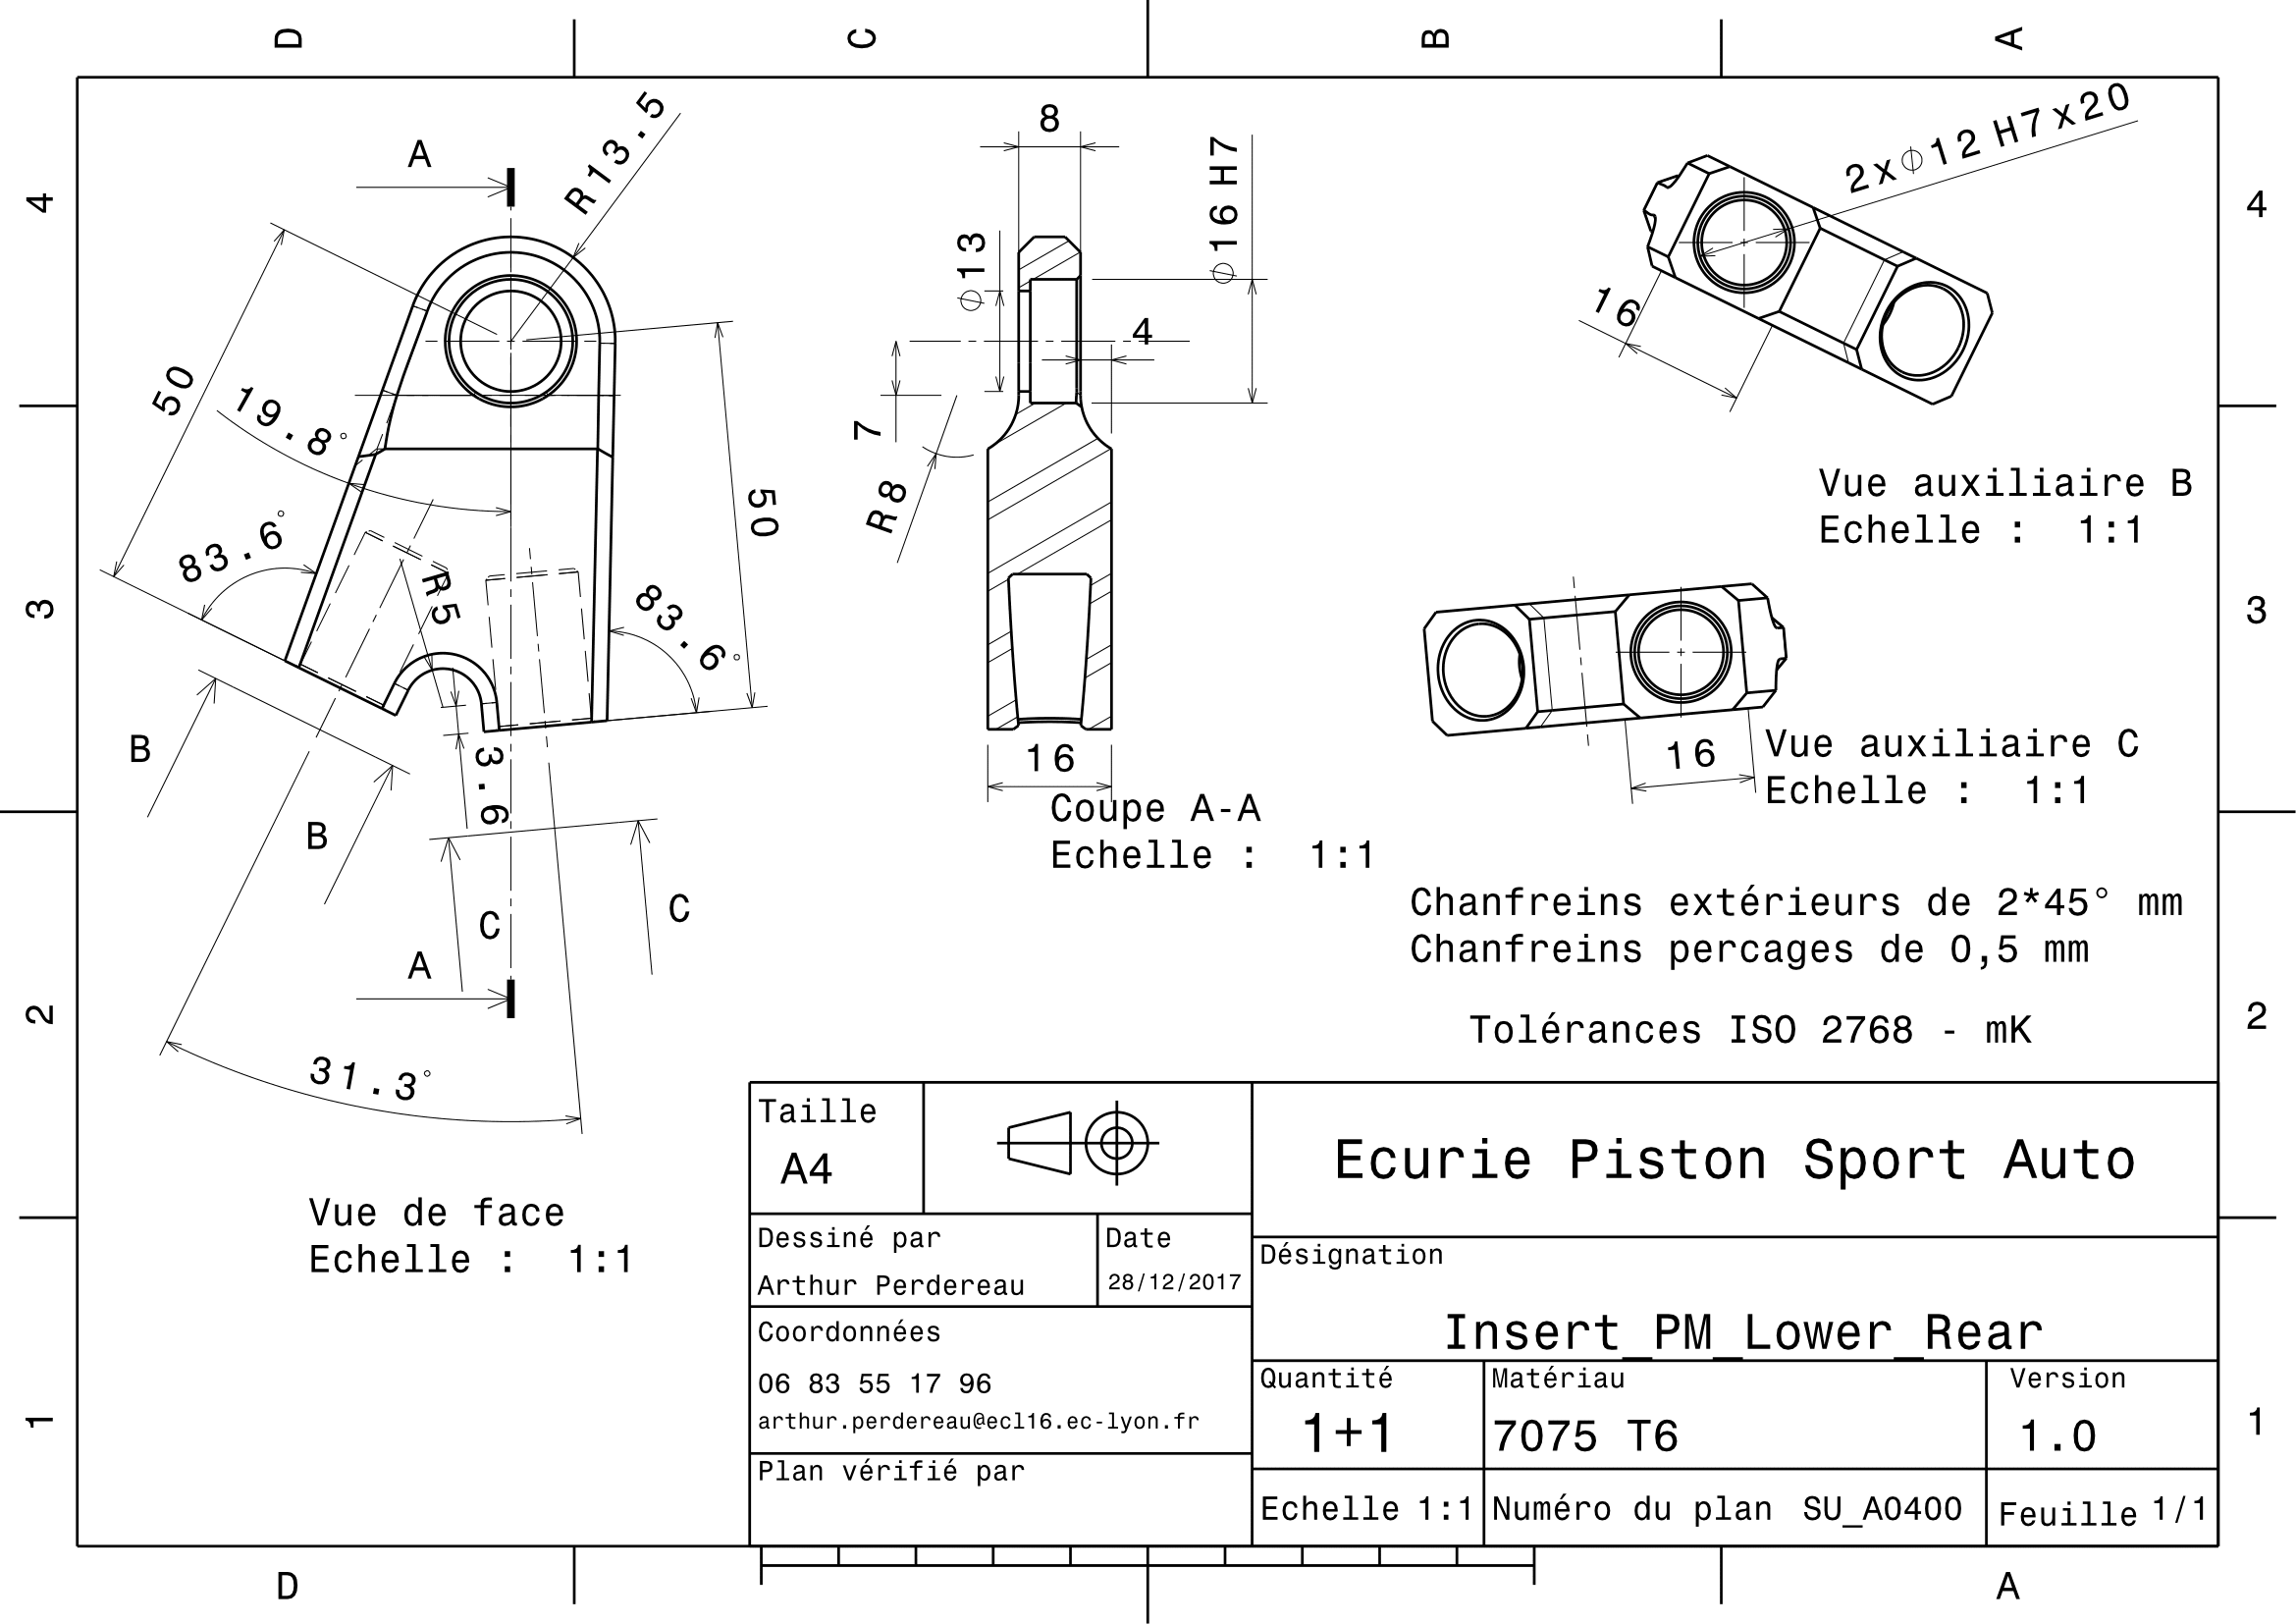 D
C
B
A
4
4
3
3
2
2
1
1
A
R13.5
50
19.8°
83.6°
R5
50
83.6°
3.6
B
B
C
C
A
31.3°
Vue de face
Echelle : 1:1
8
⌀13
⌀16 H7
4
7
R8
16
Coupe A-A
Echelle : 1:1
2x⌀12 H7x20
16
Vue auxiliaire B
Echelle : 1:1
16
Vue auxiliaire C
Echelle : 1:1
Chanfreins extérieurs de 2*45° mm
Chanfreins percages de 0,5 mm
Tolérances ISO 2768 - mK
Taille
A4
Ecurie Piston Sport Auto
Dessiné par
Arthur Perdereau
Date
28/12/2017
Désignation
Insert_PM_Lower_Rear
Coordonnées
06 83 55 17 96
arthur.perdereau@ecl16.ec-lyon.fr
Quantité
1+1
Matériau
7075 T6
Version
1.0
Plan vérifié par
Echelle 1:1
Numéro du plan SU_A0400
Feuille 1/1
D
A